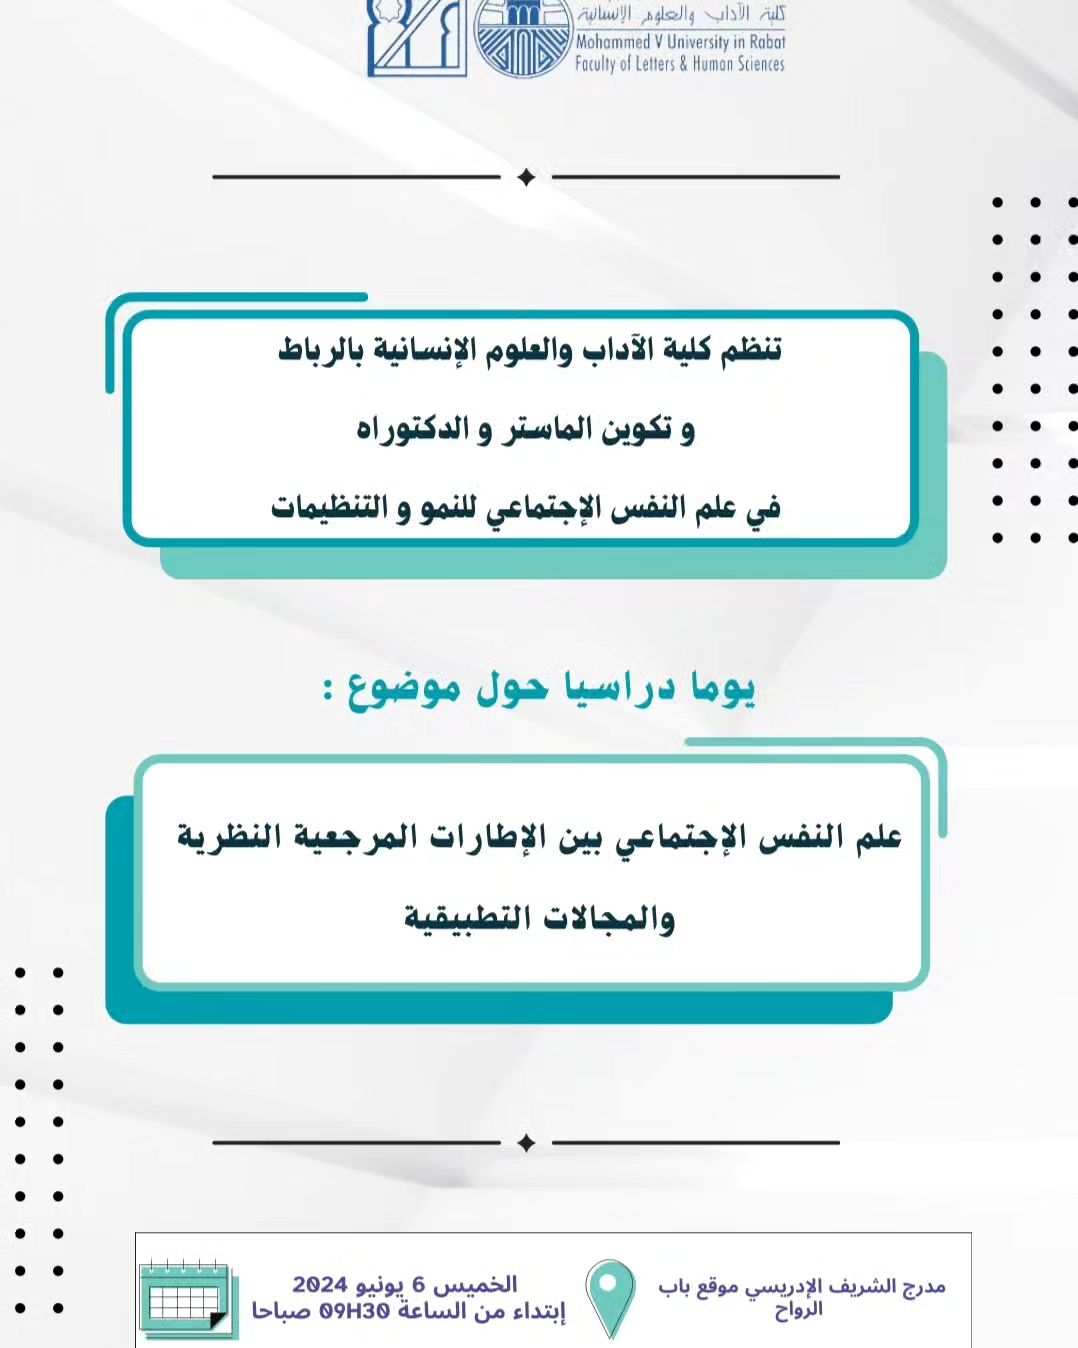 كلية الآداب والعلوم الإنسانية
Mohammed V University in Rabat
Faculty of Letters & Human Sciences
تنظم كلية الآداب والعلوم الإنسانية بالرباط
و تكوين الماستر و الدكتوراه
في علم النفس الإجتماعي للنمو و التنظيمات
يوما دراسيا حول موضوع :
علم النفس الإجتماعي بين الإطارات المرجعية النظرية
والمجالات التطبيقية
مدرج الشريف الإدريسي موقع باب
الرواح
الخميس 6 يونيو 2024
إبتداء من الساعة 09H30 صباحا